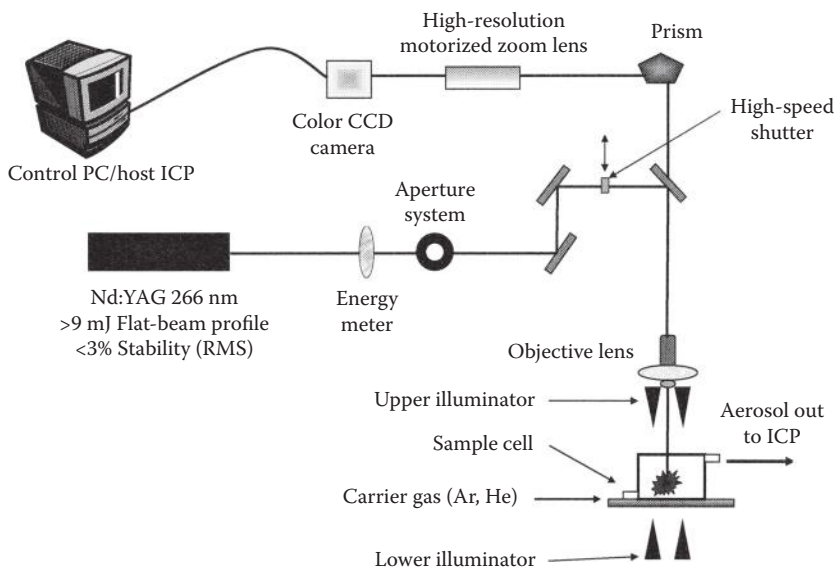 High-resolution
motorized zoom lens
Prism
Color CCD
camera
High-speed
shutter
Control PC/host ICP
Aperture
system
Nd:YAG 266 nm
>9 mJ Flat-beam profile
<3% Stability (RMS)
Energy
meter
Objective lens
Upper illuminator
Aerosol out
to ICP
Sample cell
Carrier gas (Ar, He)
Lower illuminator